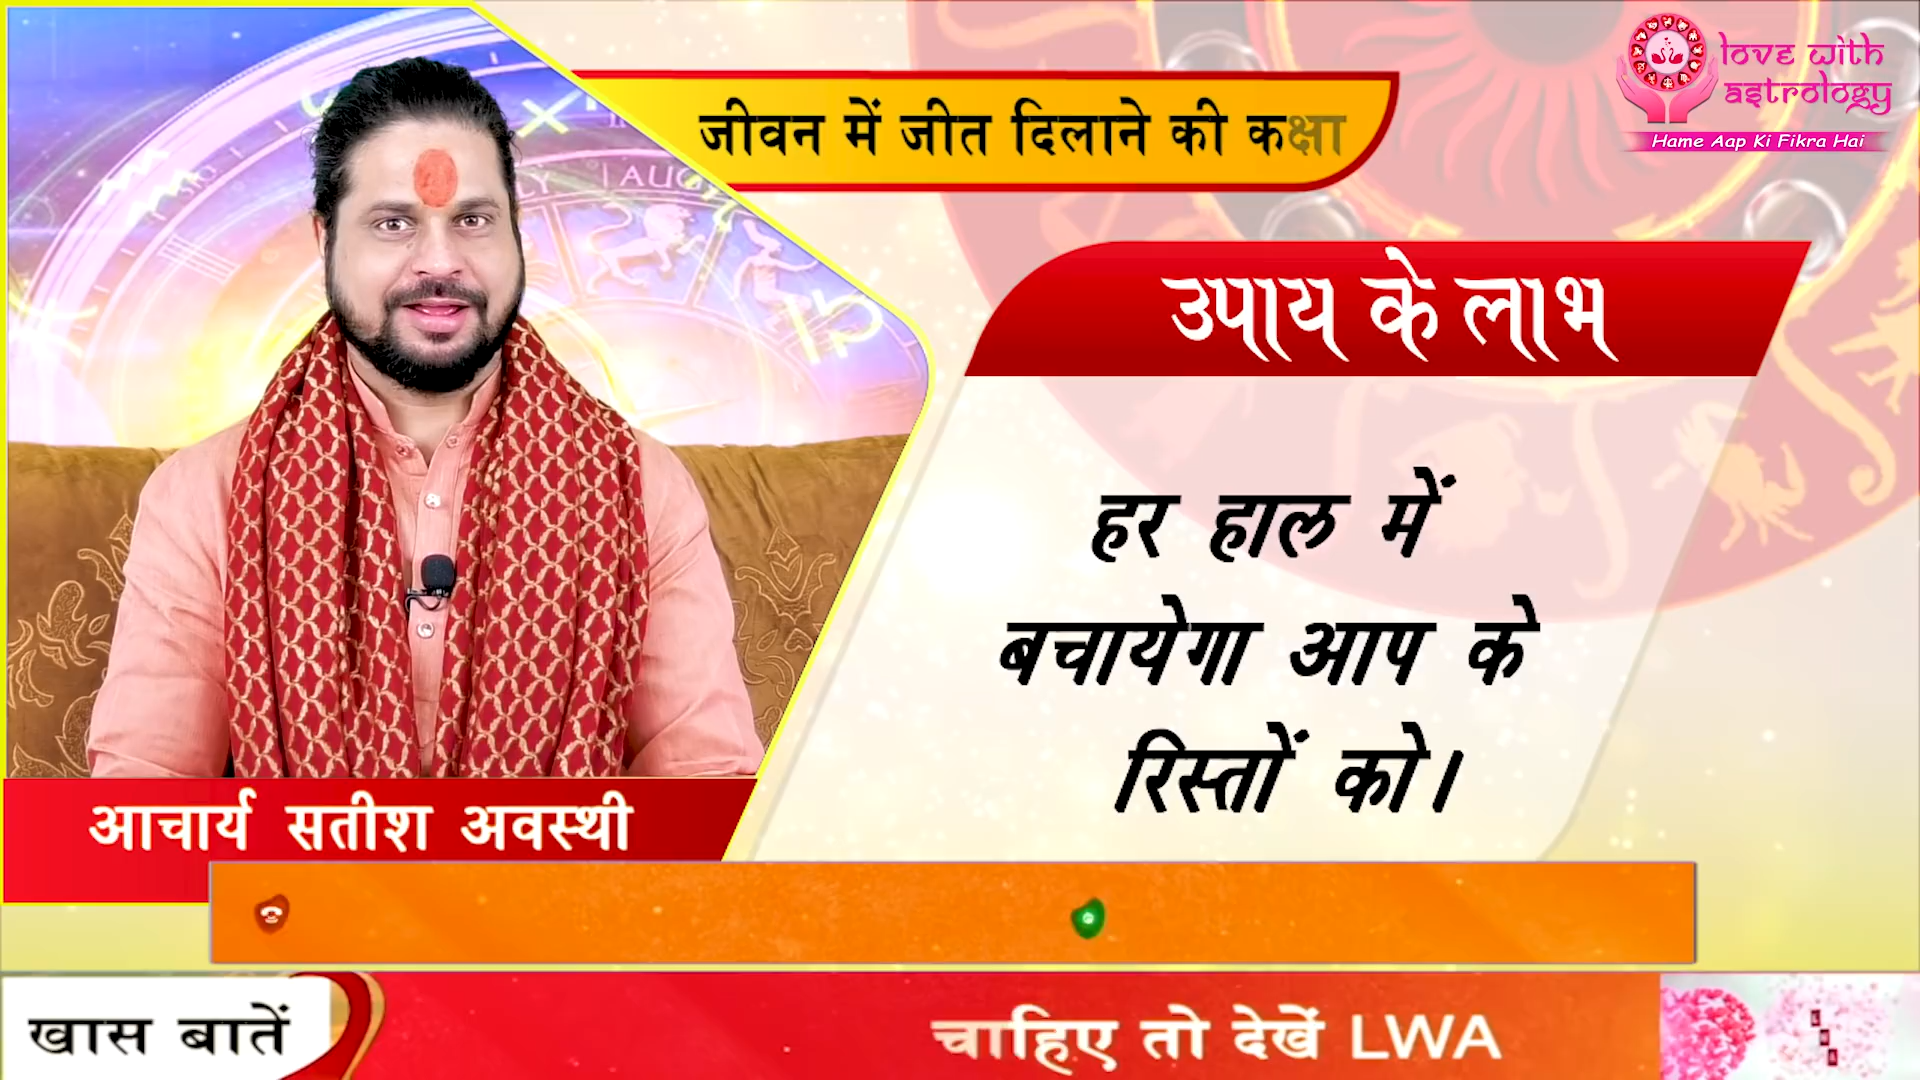 जीवन में जीत दिलाने की कक्षा
love with
astrology
Hame Aap Ki Fikra Hai
उपाय के लाभ
हर हाल में
बचायेगा आप के
रिस्तों को।
आचार्य सतीश अवस्थी
खास बातें
चाहिए तो देखें LWA